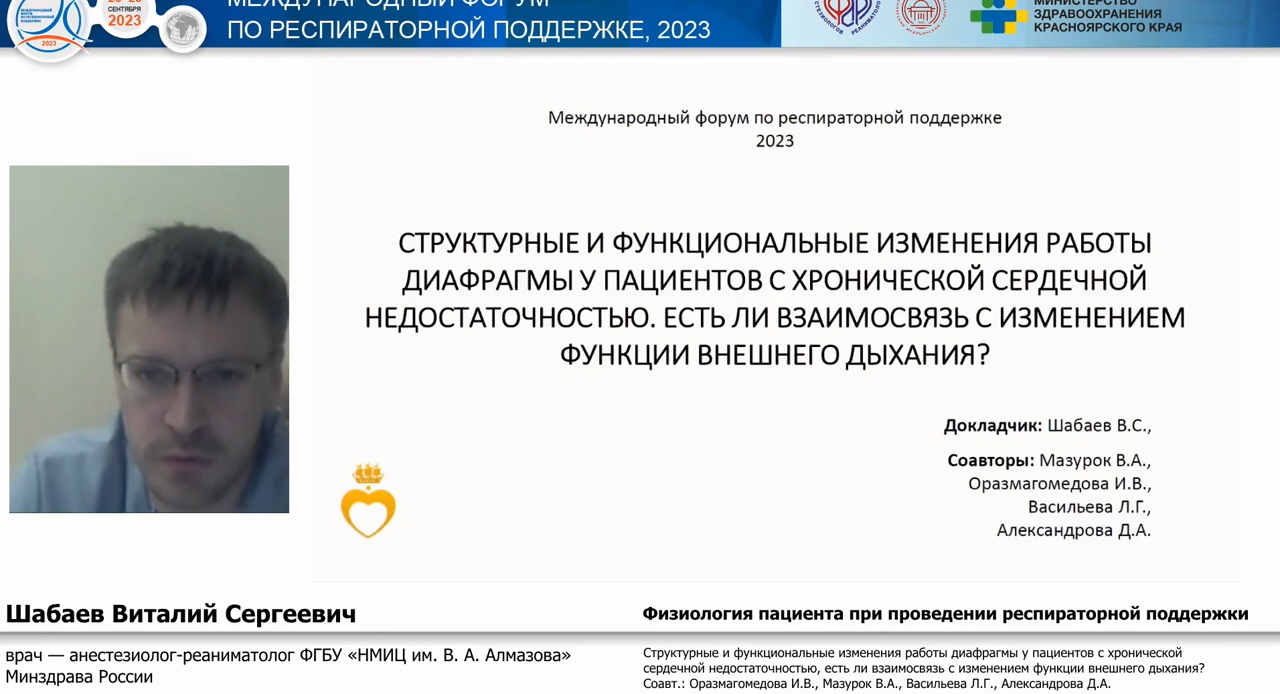 МЕЖДУНАРОДНЫЙ ФОРУМ
ПО РЕСПИРАТОРНОЙ ПОДДЕРЖКЕ, 2023
СЕНТЯБРЯ
2023
2023
МИНИСТЕРСТВО
ЗДРАВООХРАНЕНИЯ
КРАСНОЯРСКОГО КРАЯ
Международный форум по респираторной поддержке
2023
СТРУКТУРНЫЕ И ФУНКЦИОНАЛЬНЫЕ ИЗМЕНЕНИЯ РАБОТЫ
ДИАФРАГМЫ У ПАЦИЕНТОВ С ХРОНИЧЕСКОЙ СЕРДЕЧНОЙ
НЕДОСТАТОЧНОСТЬЮ. ЕСТЬ ЛИ ВЗАИМОСВЯЗЬ С ИЗМЕНЕНИЕМ
ФУНКЦИИ ВНЕШНЕГО ДЫХАНИЯ?
Докладчик: Шабаев В.С.,
Соавторы: Мазурок В.А.,
Оразмагомедова И.В.,
Васильева Л.Г.,
Александрова Д.А.
Шабаев Виталий Сергеевич
врач — анестезиолог-реаниматолог ФГБУ «НМИЦ им. В. А. Алмазова»
Минздрава России
Физиология пациента при проведении респираторной поддержки
Структурные и функциональные изменения работы диафрагмы у пациентов с хронической
сердечной недостаточностью, есть ли взаимосвязь с изменением функции внешнего дыхания?
Соавт.: Оразмагомедова И.В., Мазурок В.А., Васильева Л.Г., Александрова Д.А.